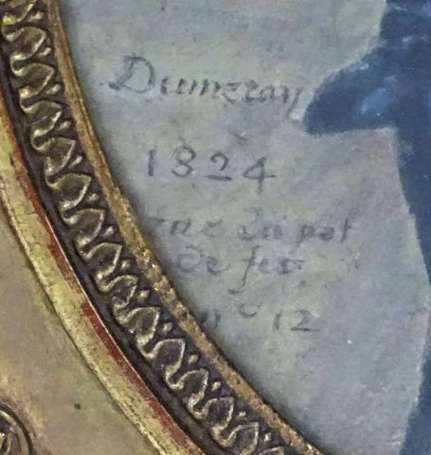 Dumeray
1824
rue du pot
de fer
n° 12